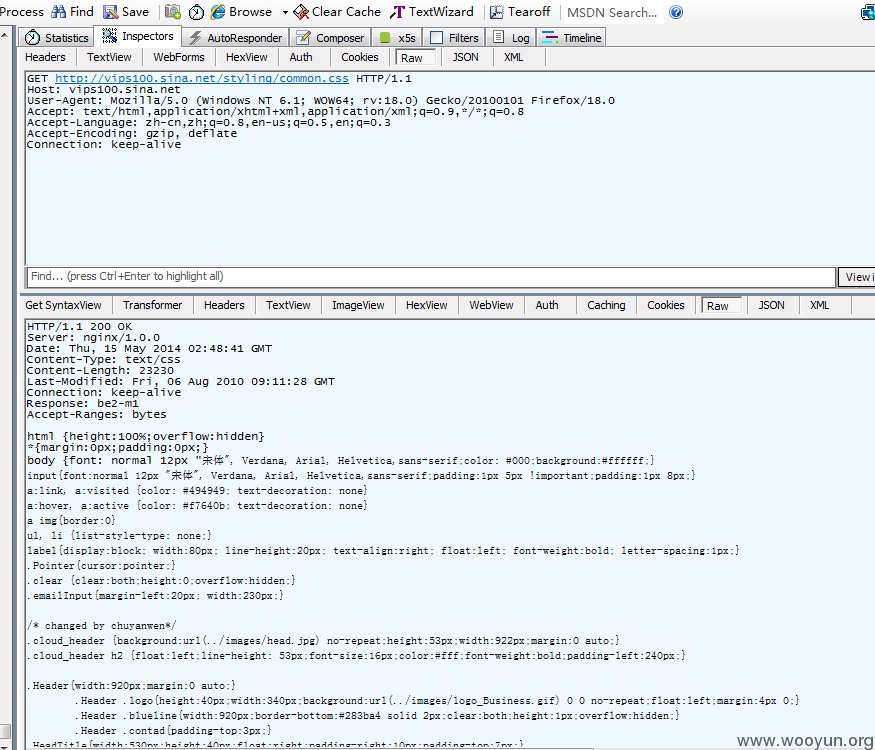 Process Find Save Browse Clear Cache TextWizard Tearoff MSDN Search...
Statistics Inspectors AutoResponder Composer x5s Filters Log Timeline
Headers TextView WebForms HexView Auth Cookies Raw JSON XML
GET http://vips100.sina.net/styling/common.css HTTP/1.1
Host: vips100.sina.net
User-Agent: Mozilla/5.0 (Windows NT 6.1; WOW64; rv:18.0) Gecko/20100101 Firefox/18.0
Accept: text/html,application/xhtml+xml,application/xml;q=0.9,*/*;q=0.8
Accept-Language: zh-cn,zh;q=0.8,en-us;q=0.5,en;q=0.3
Accept-Encoding: gzip, deflate
Connection: keep-alive
Find... (press Ctrl+Enter to highlight all) View i
Get SyntaxView Transformer Headers TextView ImageView HexView WebView Auth Caching Cookies Raw JSON XML
HTTP/1.1 200 OK
Server: nginx/1.0.0
Date: Thu, 15 May 2014 02:48:41 GMT
Content-Type: text/css
Content-Length: 23230
Last-Modified: Fri, 06 Aug 2010 09:11:28 GMT
Connection: keep-alive
Response: be2-m1
Accept-Ranges: bytes
html {height:100%;overflow:hidden}
*{margin:0px;padding:0px;}
body {font: normal 12px "宋体", Verdana, Arial, Helvetica,sans-serif;color: #000;background:#ffffff;}
input{font:normal 12px "宋体", Verdana, Arial, Helvetica,sans-serif;padding:1px 5px !important;padding:1px 8px;}
a:link, a:visited {color: #494949; text-decoration: none}
a:hover, a:active {color: #f7640b; text-decoration: none}
a img{border:0}
ul, li {list-style-type: none;}
label{display:block; width:80px; line-height:20px; text-align:right; float:left; font-weight:bold; letter-spacing:1px;}
.Pointer{cursor:pointer;}
.clear {clear:both;height:0;overflow:hidden;}
.emailInput{margin-left:20px; width:230px;}
/* changed by chuyanwen*/
.cloud_header {background:url(../images/head.jpg) no-repeat;height:53px;width:922px;margin:0 auto;}
.cloud_header h2 {float:left;line-height: 53px;font-size:16px;color:#fff;font-weight:bold;padding-left:240px;}
.Header{width:920px;margin:0 auto;}
.Header .logo{height:40px;width:340px;background:url(../images/logo_Business.gif) 0 0 no-repeat;float:left;margin:4px 0;}
.Header .blueline{width:920px;border-bottom:#283ba4 solid 2px;clear:both;height:1px;overflow:hidden;}
.Header .contad{padding-top:3px;}
.HeadTitle{width:530px;height:40px;float:right;padding-right:10px;padding-top:7px;}
www.wooyun.org